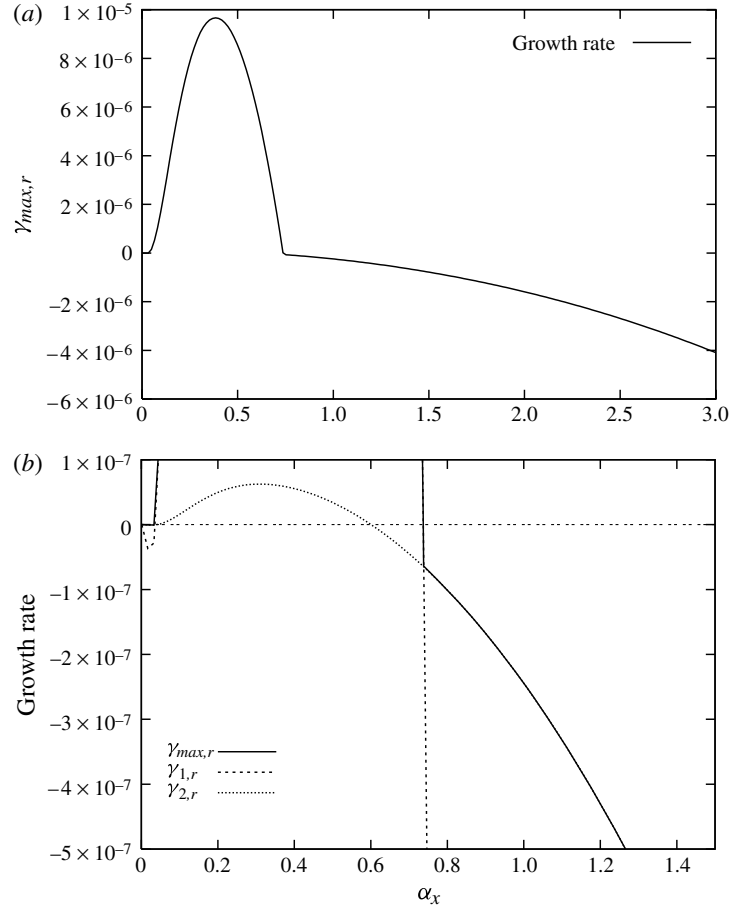 (a)
1 × 10⁻⁵
8 × 10⁻⁶
6 × 10⁻⁶
4 × 10⁻⁶
2 × 10⁻⁶
0
−2 × 10⁻⁶
−4 × 10⁻⁶
−6 × 10⁻⁶
γmax,r
Growth rate
0 0.5 1.0 1.5 2.0 2.5 3.0
(b)
1 × 10⁻⁷
0
−1 × 10⁻⁷
−2 × 10⁻⁷
−3 × 10⁻⁷
−4 × 10⁻⁷
−5 × 10⁻⁷
Growth rate
γmax,r
γ1,r
γ2,r
0 0.2 0.4 0.6 0.8 1.0 1.2 1.4
αx